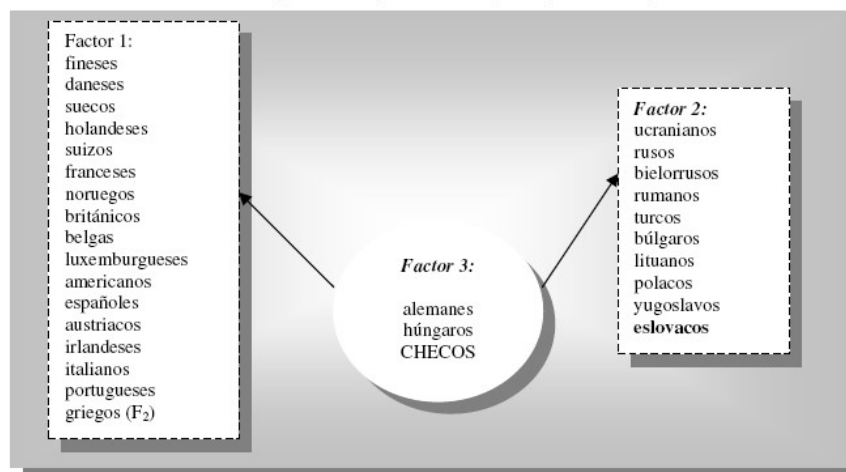 Factor 1:
fineses
daneses
suecos
holandeses
suizos
franceses
noruegos
británicos
belgas
luxemburgueses
americanos
españoles
austriacos
irlandeses
italianos
portugueses
griegos (F₂)
Factor 3:
alemanes
húngaros
CHECOS
Factor 2:
ucranianos
rusos
bielorrusos
rumanos
turcos
búlgaros
lituanos
polacos
yugoslavos
eslovacos